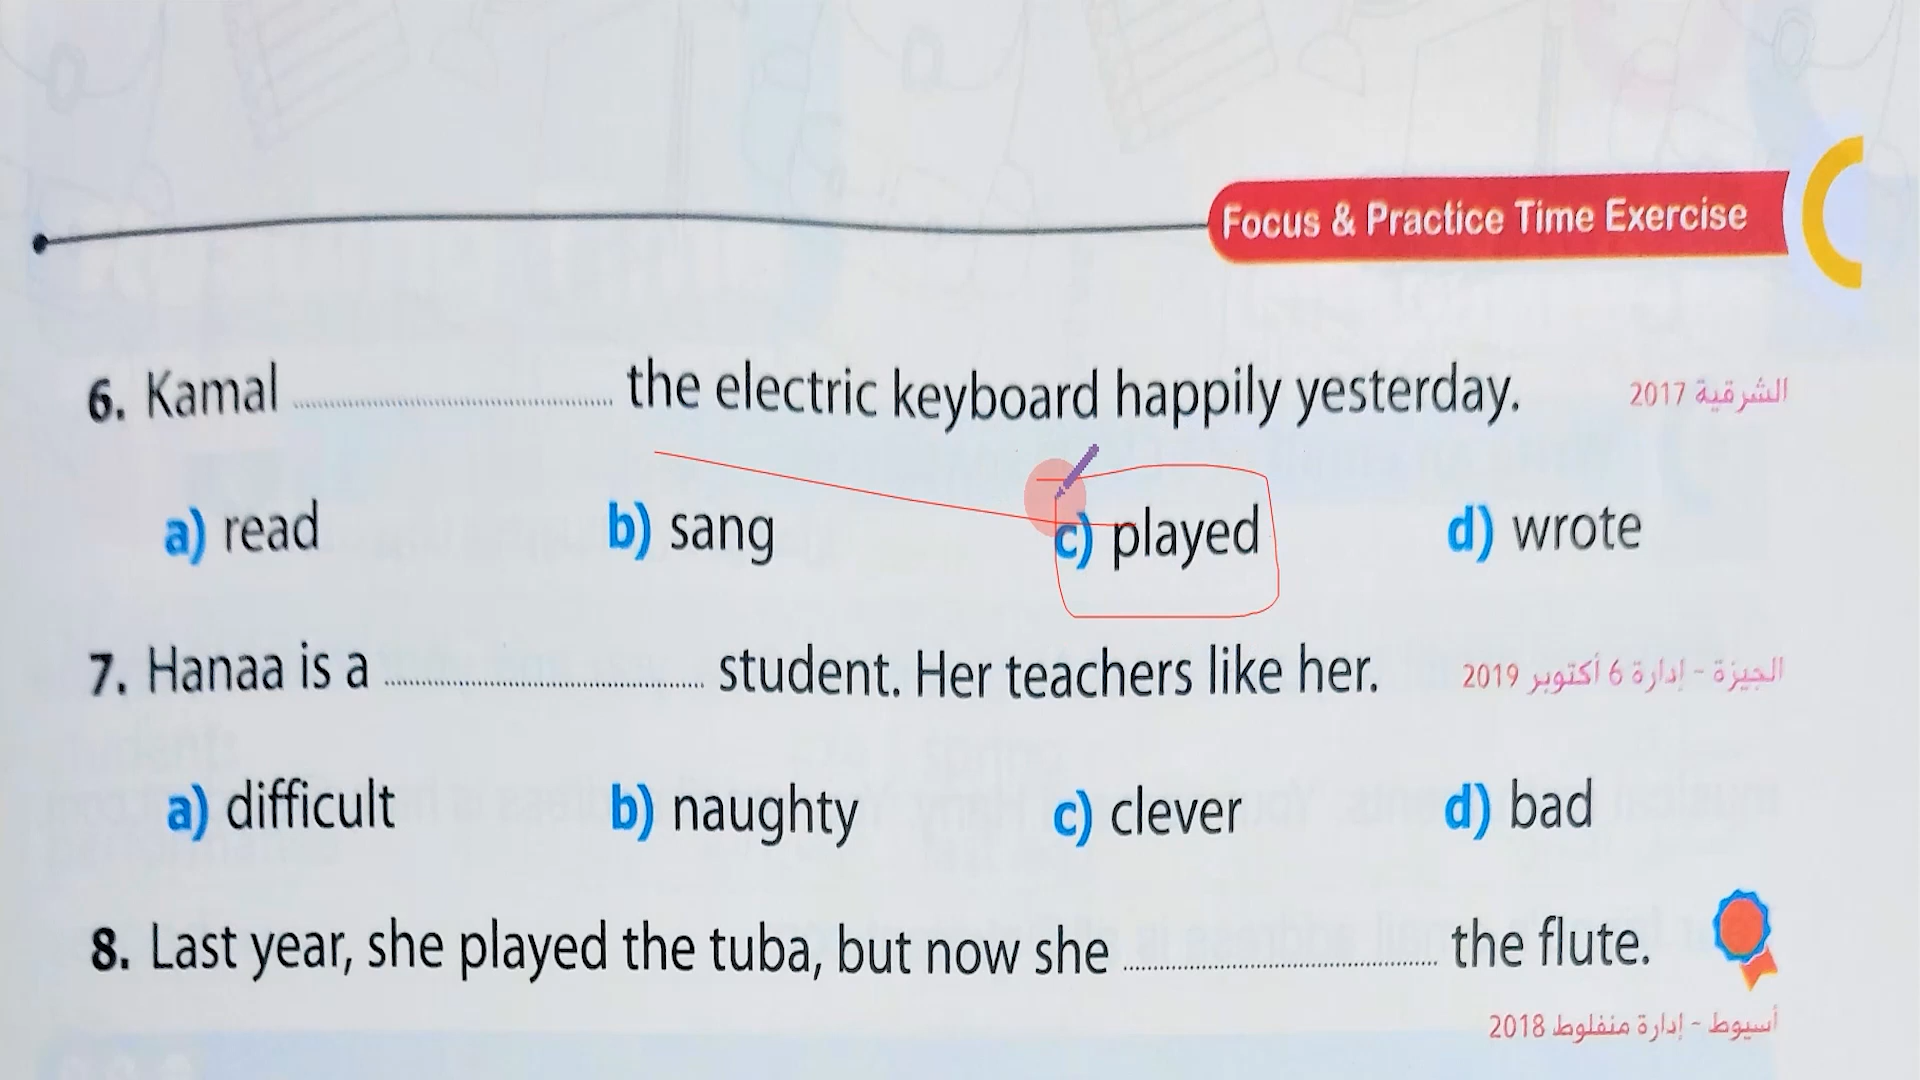 Focus & Practice Time Exercise
6. Kamal ........................ the electric keyboard happily yesterday. الشرقية 2017
a) read b) sang c) played d) wrote
7. Hanaa is a ........................ student. Her teachers like her. الجيزة - إدارة 6 أكتوبر 2019
a) difficult b) naughty c) clever d) bad
8. Last year, she played the tuba, but now she ........................ the flute.
أسيوط - إدارة منفلوط 2018